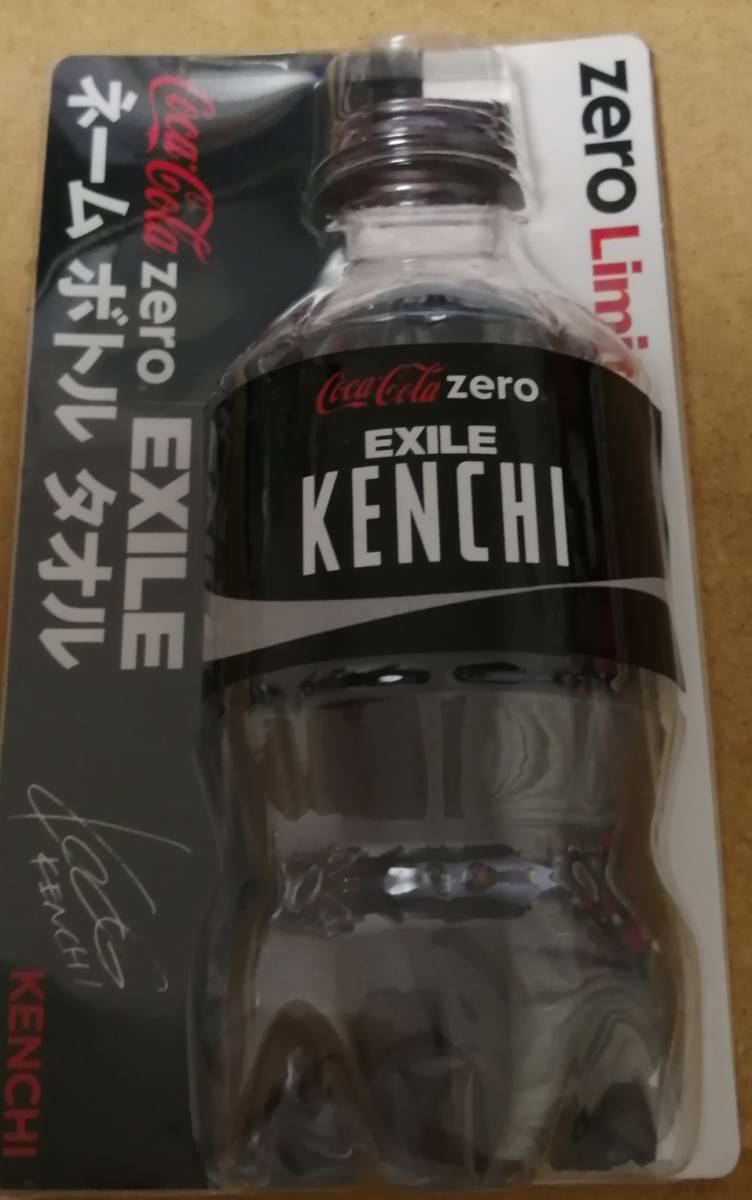 Coca-Cola zero EXILE
ネーム ボトル タオル
KENCHI
KENCHI
zero Limit
Coca-Cola zero
EXILE
KENCHI